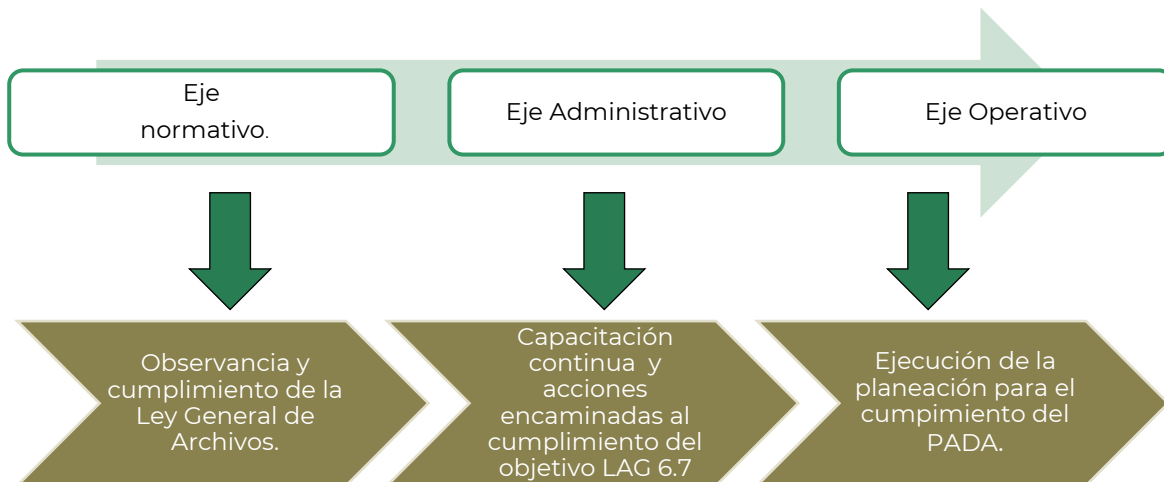 Eje
normativo.
Eje Administrativo
Eje Operativo
Observancia y
cumplimiento de la
Ley General de
Archivos.
Capacitación
continua y
acciones
encaminadas al
cumplimiento del
objetivo LAG 6.7
Ejecución de la
planeación para el
cumpimiento del
PADA.